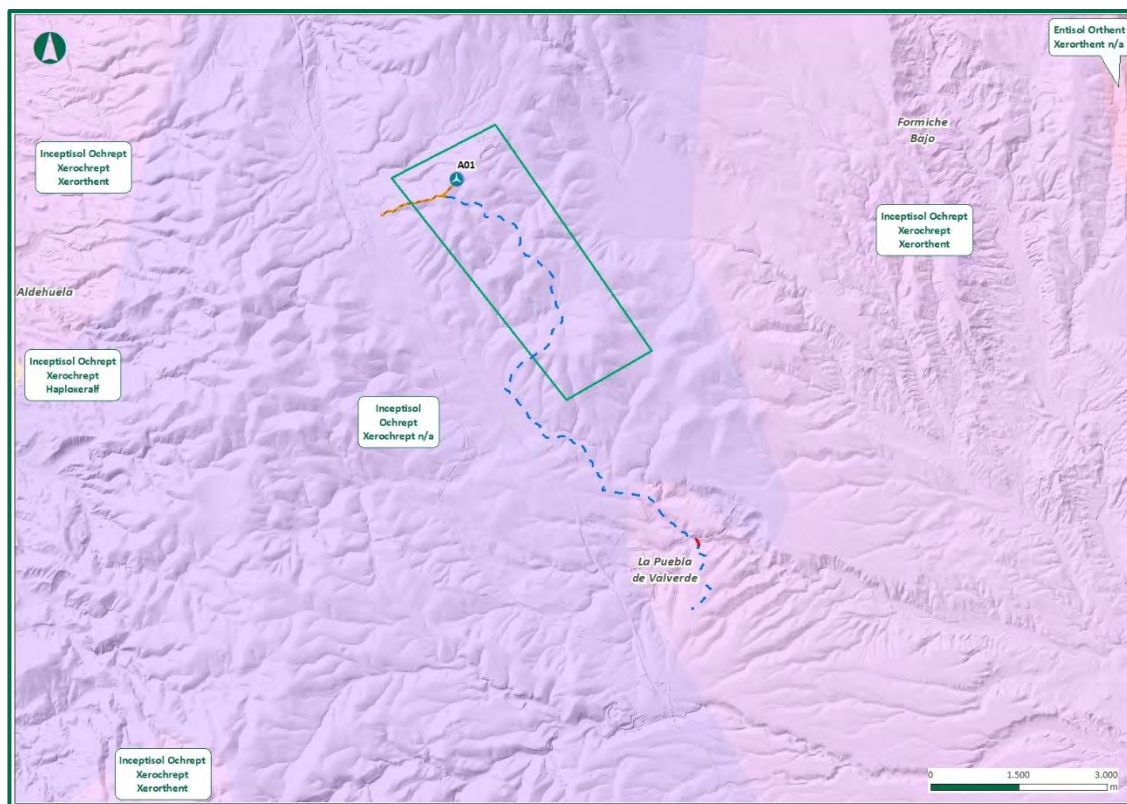 Entisol Orthent
Xerorthent n/a
Formiche
Bajo
A01
Inceptisol Ochrept
Xerochrept
Xerorthent
Inceptisol Ochrept
Xerochrept
Xerorthent
Aldehuela
Inceptisol Ochrept
Xerochrept
Haploxeralf
Inceptisol
Ochrept
Xerochrept n/a
La Puebla
de Valverde
Inceptisol Ochrept
Xerochrept
Xerorthent
0 1.500 3.000
m